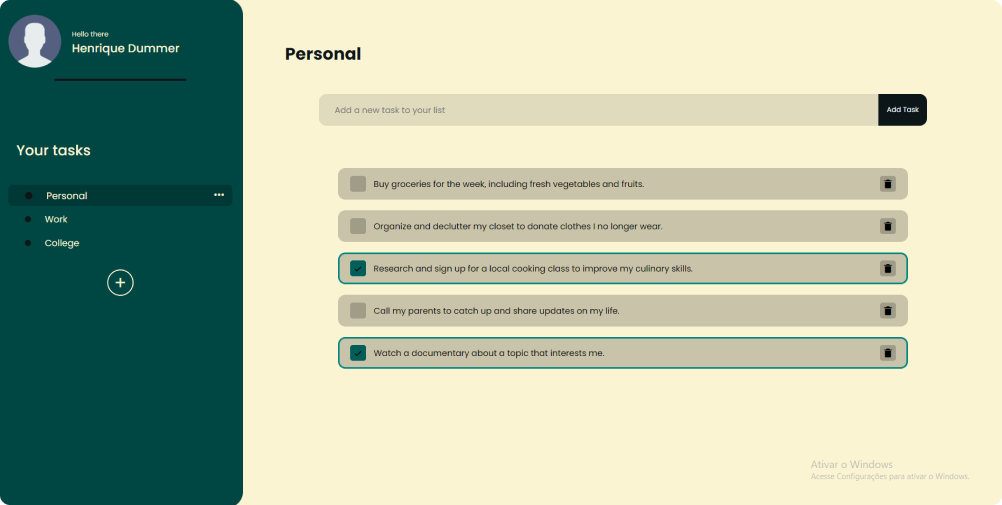 Hello there
Henrique Dummer
Your tasks
Personal
Work
College
Personal
Add a new task to your list
Add Task
Buy groceries for the week, including fresh vegetables and fruits.
Organize and declutter my closet to donate clothes I no longer wear.
Research and sign up for a local cooking class to improve my culinary skills.
Call my parents to catch up and share updates on my life.
Watch a documentary about a topic that interests me.
Ativar o Windows
Acesse Configurações para ativar o Windows.